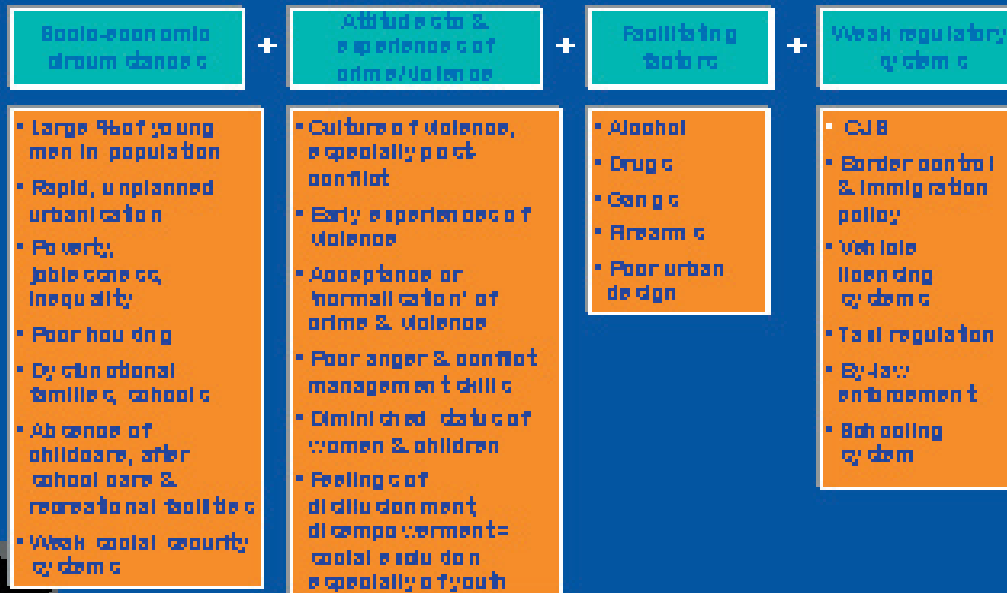 Socio-economic
circumstances
+
Attitudes to &
experiences of
crime/violence
+
Facilitating
factors
+
Weak regulatory
systems
• Large % of young
men in population
• Rapid, unplanned
urbanisation
• Poverty,
joblessness,
inequality
• Poor housing
• Dysfunctional
families, schools
• Absence of
childcare, after
school care &
recreational facilities
• Weak social security
systems
• Culture of violence,
especially post-
conflict
• Early experiences of
violence
• Acceptance or
'normalisation' of
crime & violence
• Poor anger & conflict
management skills
• Diminished status of
women & children
• Feelings of
disillusionment,
disempowerment=
social exclusion
especially of youth
• Alcohol
• Drugs
• Gangs
• Firearms
• Poor urban
design
• CJS
• Border control
& immigration
policy
• Vehicle
licensing
systems
• Taxi regulation
• By-law
enforcement
• Schooling
system